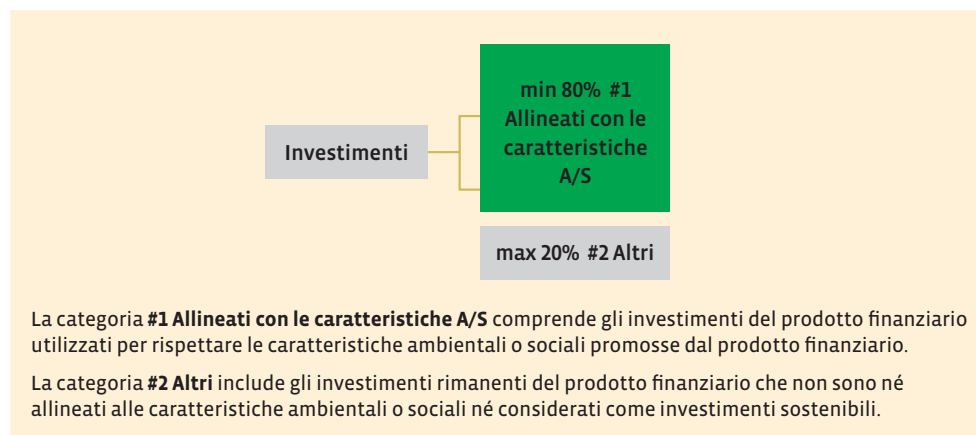 min 80% #1
Allineati con le
caratteristiche
A/S
Investimenti
max 20% #2 Altri
La categoria #1 Allineati con le caratteristiche A/S comprende gli investimenti del prodotto finanziario
utilizzati per rispettare le caratteristiche ambientali o sociali promosse dal prodotto finanziario.
La categoria #2 Altri include gli investimenti rimanenti del prodotto finanziario che non sono né
allineati alle caratteristiche ambientali o sociali né considerati come investimenti sostenibili.